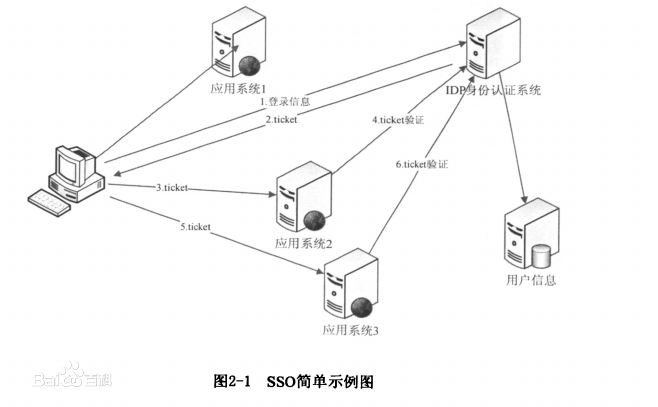 应用系统1
IDP身份认证系统
1.登录信息
2.ticket
4.ticket验证
6.ticket验证
3.ticket
5.ticket
应用系统2
用户信息
应用系统3
Baidu百科
图2-1 SSO简单示例图